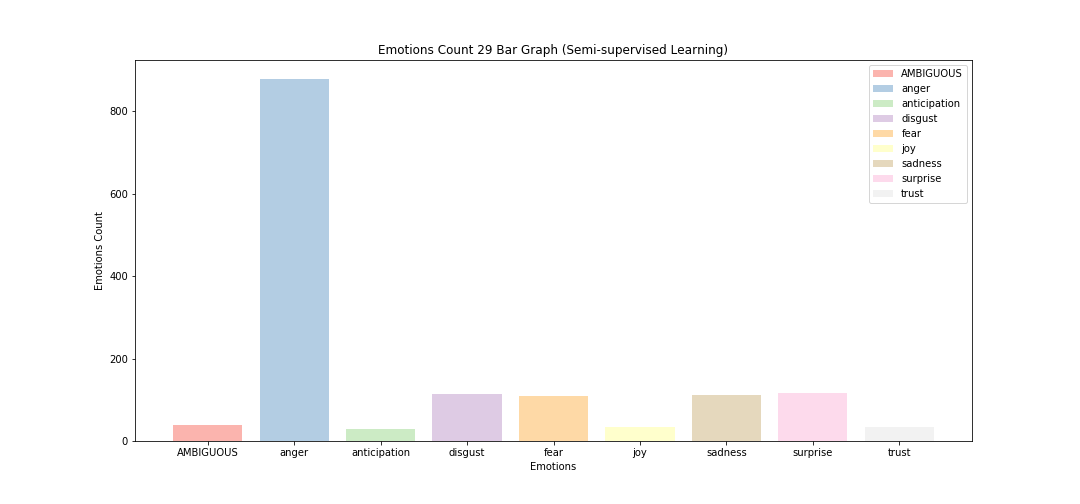 Emotions Count 29 Bar Graph (Semi-supervised Learning)
AMBIGUOUS
anger
anticipation
disgust
fear
joy
sadness
surprise
trust
Emotions Count
800
600
400
200
0
AMBIGUOUS anger anticipation disgust fear joy sadness surprise trust
Emotions